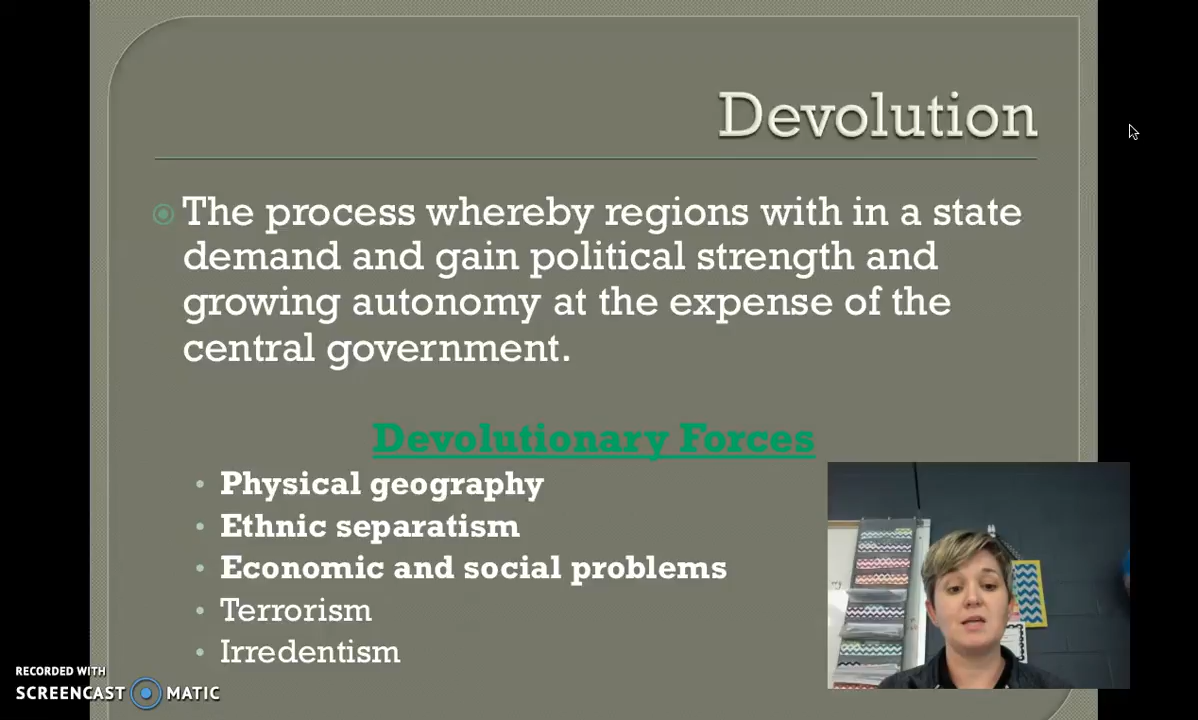 Devolution
The process whereby regions with in a state
demand and gain political strength and
growing autonomy at the expense of the
central government.
Devolutionary Forces
• Physical geography
• Ethnic separatism
• Economic and social problems
• Terrorism
• Irredentism
RECORDED WITH
SCREENCAST MATIC